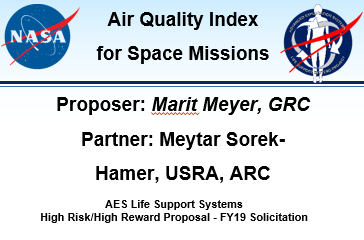 NASA
Air Quality Index
for Space Missions
Proposer: Marit Meyer, GRC
Partner: Meytar Sorek-
Hamer, USRA, ARC
AES Life Support Systems
High Risk/High Reward Proposal - FY19 Solicitation